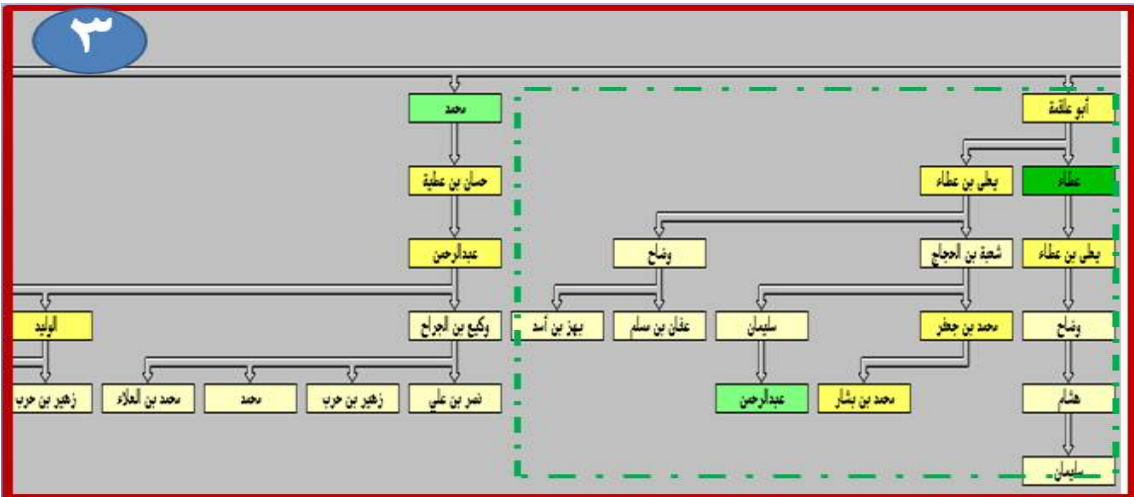 ٣
أبو علقمة
محمد
عطاء
يعلى بن عطاء
حسان بن عطية
يعلى بن عطاء
شعبة بن الحجاج
وضاح
عبدالرحمن
وضاح
محمد بن جعفر
سليمان
عفان بن مسلم
بهز بن أسد
وكيع بن الجراح
الوليد
هشام
محمد بن بشار
عبدالرحمن
نصر بن علي
زهير بن حرب
محمد
محمد بن العلاء
زهير بن حرب
سليمان